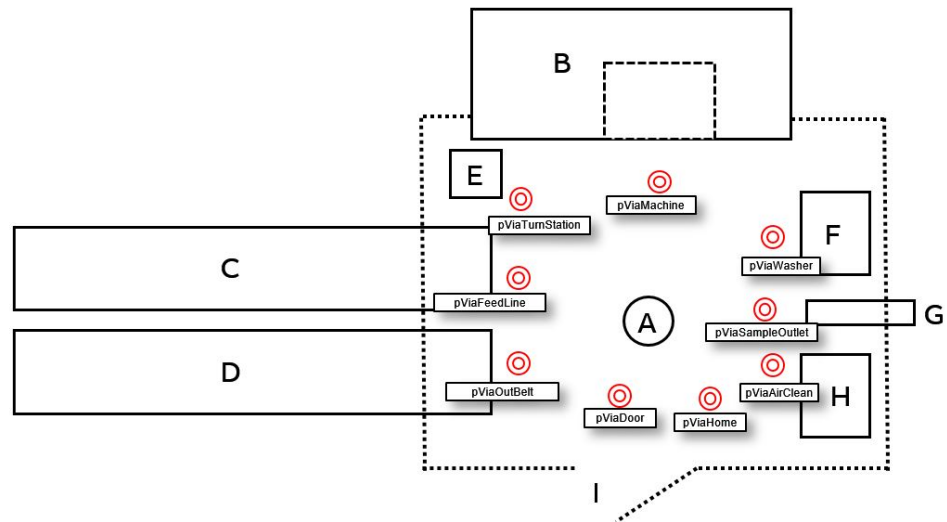 B
E
pViaTurnStation
pViaMachine
C
F
pViaWasher
pViaFeedLine
A
G
pViaSampleOutlet
D
pViaOutBelt
H
pViaAirClean
pViaDoor
pViaHome
I